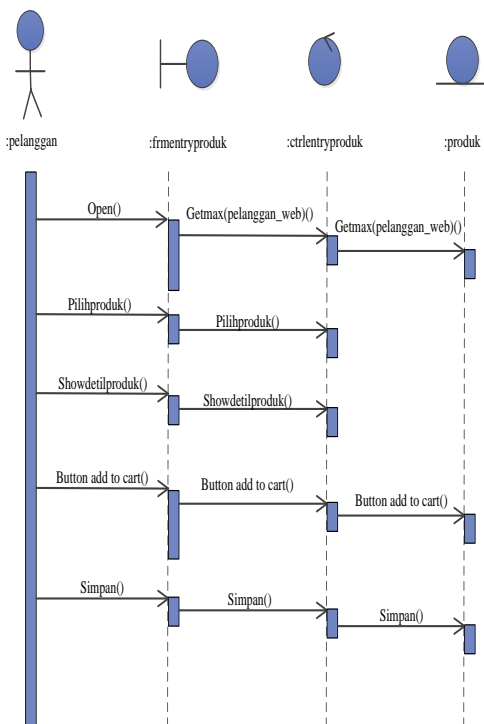 :pelanggan
:frmentryproduk
:ctrlentryproduk
:produk
Open()
Getmax(pelanggan_web)()
Getmax(pelanggan_web)()
Pilihproduk()
Pilihproduk()
Showdetilproduk()
Showdetilproduk()
Button add to cart()
Button add to cart()
Button add to cart()
Simpan()
Simpan()
Simpan()